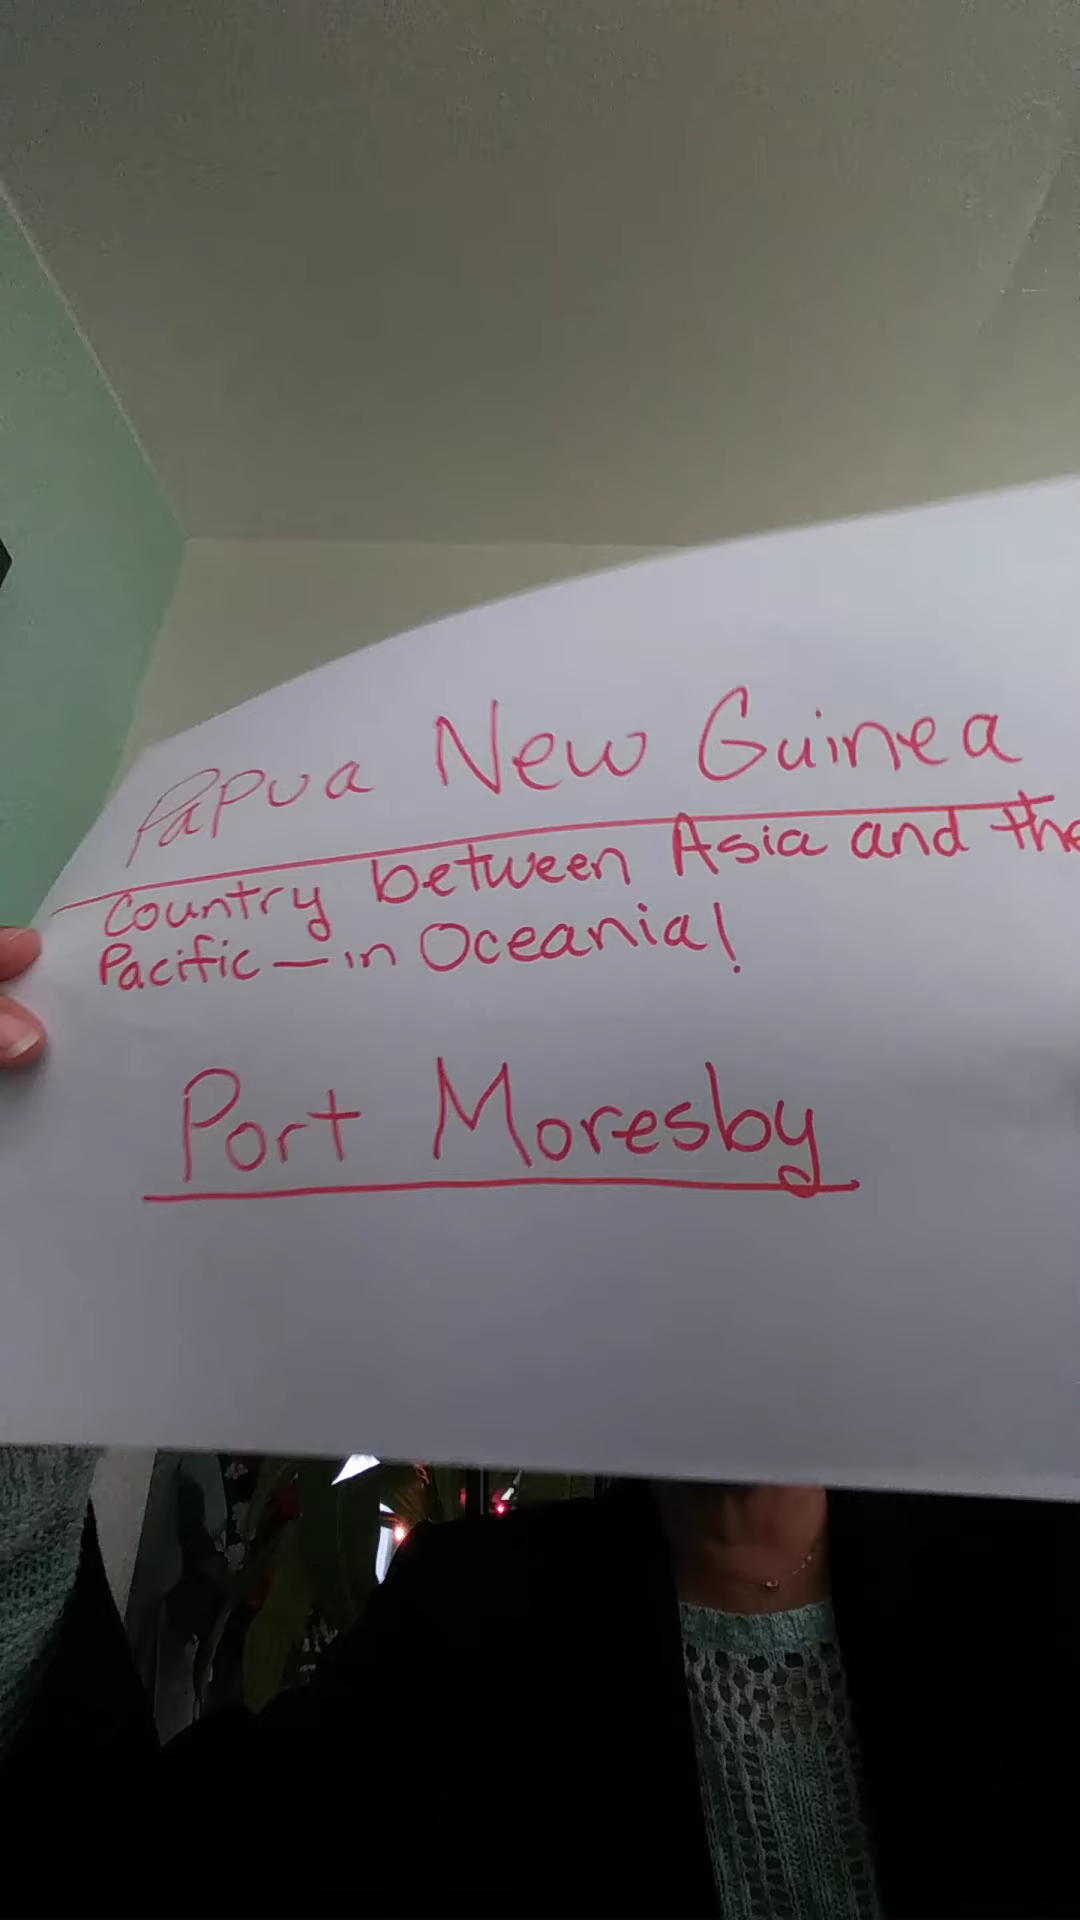 Papua New Guinea
Country between Asia and the
Pacific — in Oceania!
Port Moresby